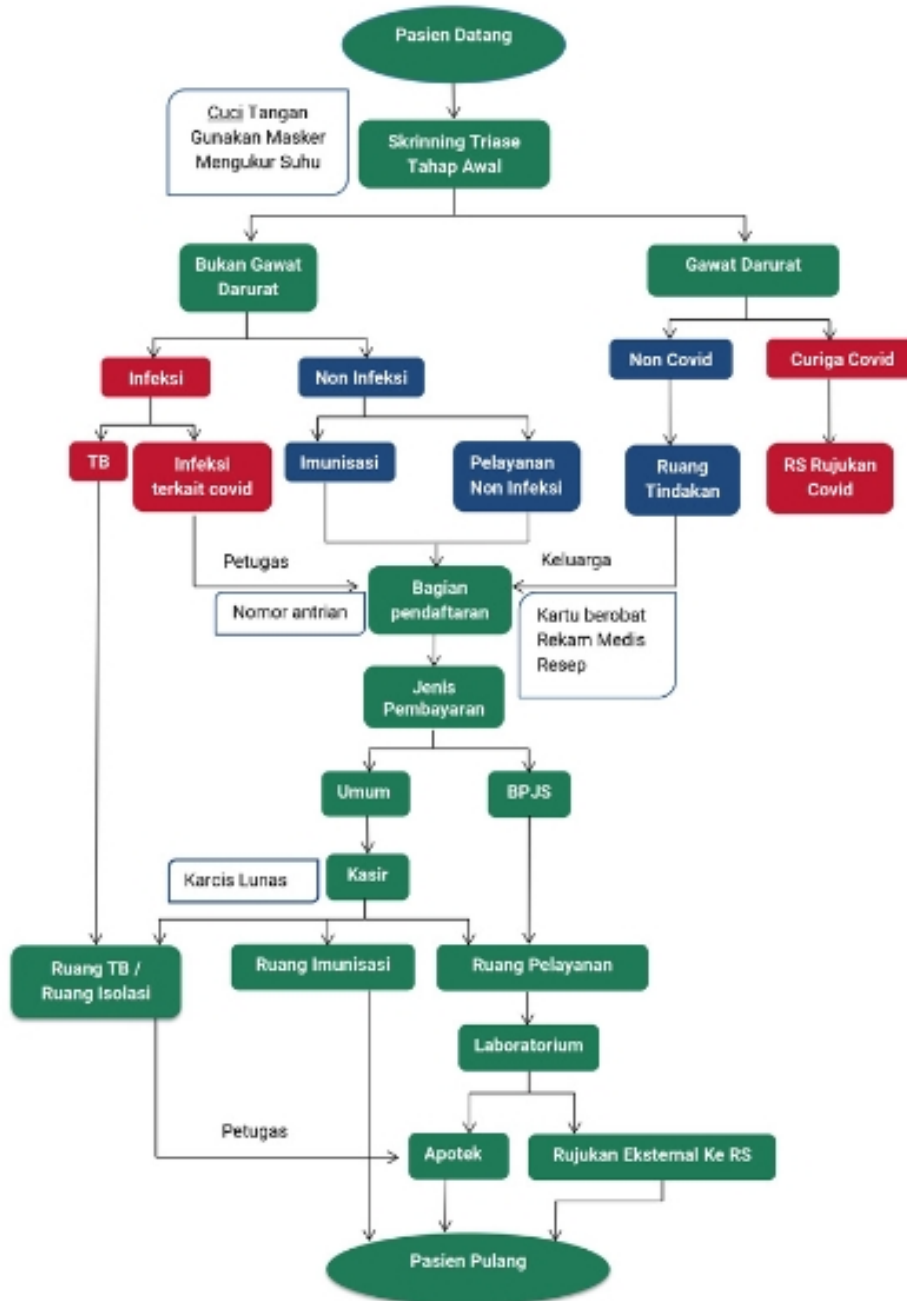 Pasien Datang
Cuci Tangan
Gunakan Masker
Mengukur Suhu
Skrinning Triase
Tahap Awal
Bukan Gawat
Darurat
Gawat Darurat
Infeksi
Non Infeksi
Non Covid
Curiga Covid
TB
Infeksi
terkait covid
Imunisasi
Pelayanan
Non Infeksi
Ruang
Tindakan
RS Rujukan
Covid
Petugas
Keluarga
Nomor antrian
Bagian
pendaftaran
Kartu berobat
Rekam Medis
Resep
Jenis
Pembayaran
Umum
BPJS
Karcis Lunas
Kasir
Ruang TB /
Ruang Isolasi
Ruang Imunisasi
Ruang Pelayanan
Laboratorium
Petugas
Apotek
Rujukan Eksternal Ke RS
Pasien Pulang